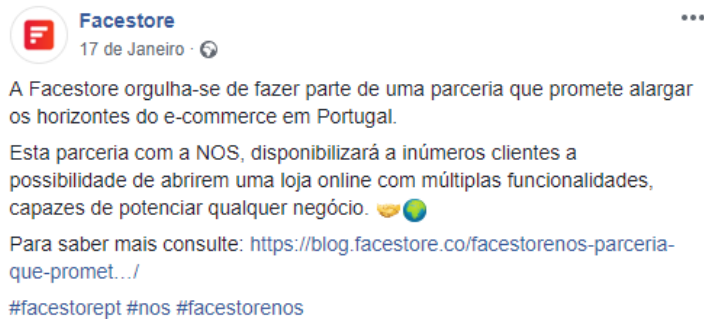 Facestore
17 de Janeiro ·
A Facestore orgulha-se de fazer parte de uma parceria que promete alargar
os horizontes do e-commerce em Portugal.
Esta parceria com a NOS, disponibilizará a inúmeros clientes a
possibilidade de abrirem uma loja online com múltiplas funcionalidades,
capazes de potenciar qualquer negócio. 🤝🌍
Para saber mais consulte: https://blog.facestore.co/facestorenos-parceria-
que-promet…/
#facestorept #nos #facestorenos